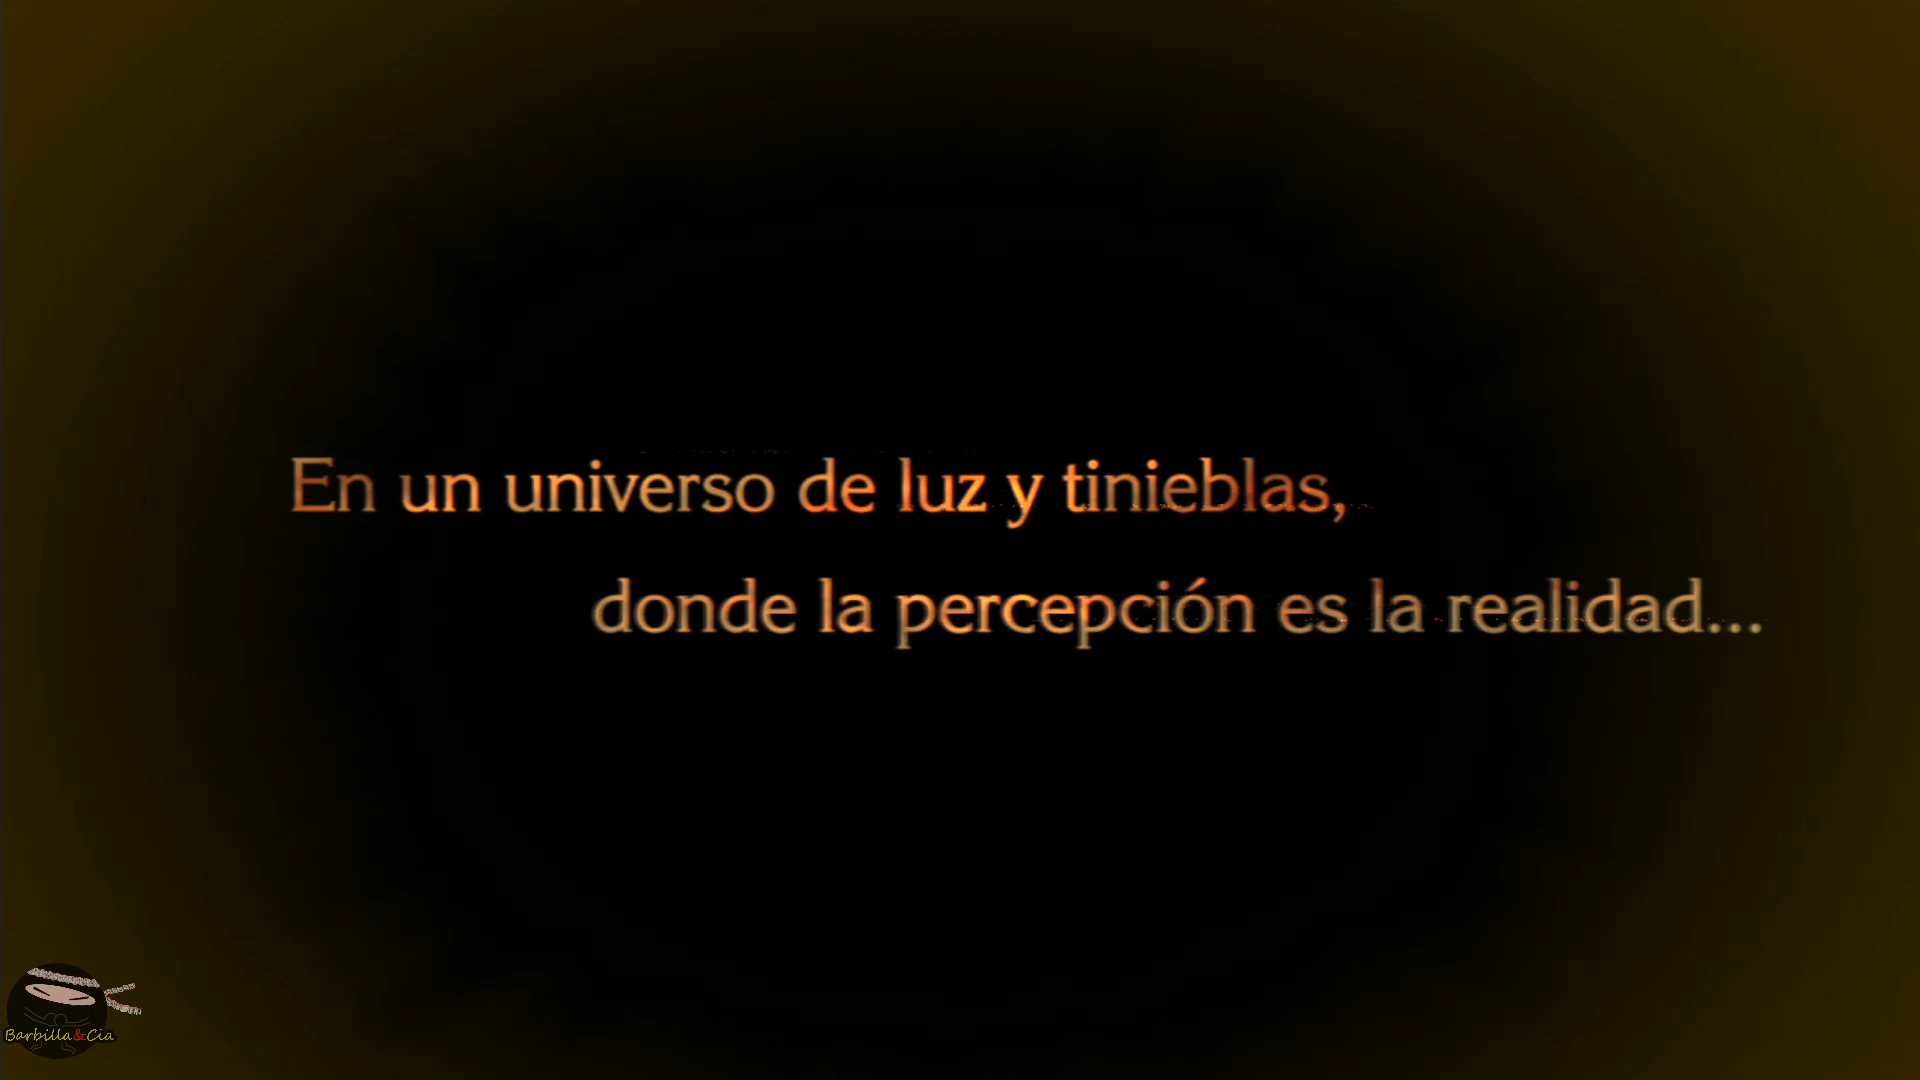 En un universo de luz y tinieblas,
donde la percepción es la realidad...
Barbilla&Cia